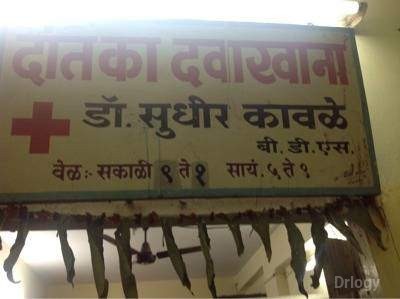 दांतका दवाखाना
डॉ. सुधीर कावळे
बी.डी.एस.
वेळ:- सकाळी ९ ते १ सायं. ५ ते ९
Drlogy